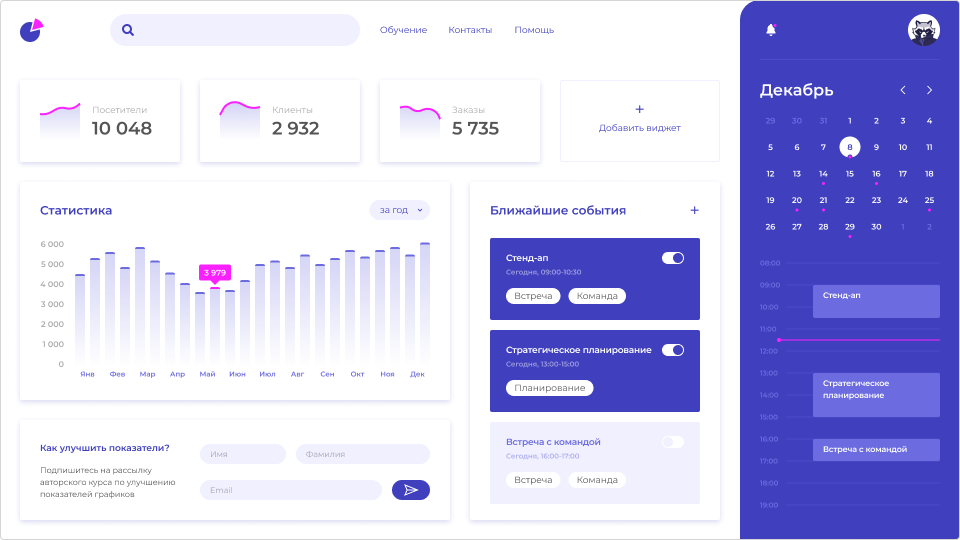 Обучение
Контакты
Помощь
Посетители
10 048
Клиенты
2 932
Заказы
5 735
+
Добавить виджет
Статистика
за год
6 000
5 000
4 000
3 000
2 000
1 000
0
3 979
Янв Фев Мар Апр Май Июн Июл Авг Сен Окт Ноя Дек
Как улучшить показатели?
Подпишитесь на рассылку
авторского курса по улучшению
показателей графиков
Имя
Фамилия
Email
Ближайшие события
+
Стенд-ап
Сегодня, 09:00-10:30
Встреча
Команда
Стратегическое планирование
Сегодня, 13:00-15:00
Планирование
Встреча с командой
Сегодня, 16:00-17:00
Встреча
Команда
Декабрь
29 30 31 1 2 3 4
5 6 7 8 9 10 11
12 13 14 15 16 17 18
19 20 21 22 23 24 25
26 27 28 29 30 1 2
08:00
09:00
Стенд-ап
10:00
11:00
12:00
13:00
Стратегическое
планирование
14:00
15:00
16:00
Встреча с командой
17:00
18:00
19:00